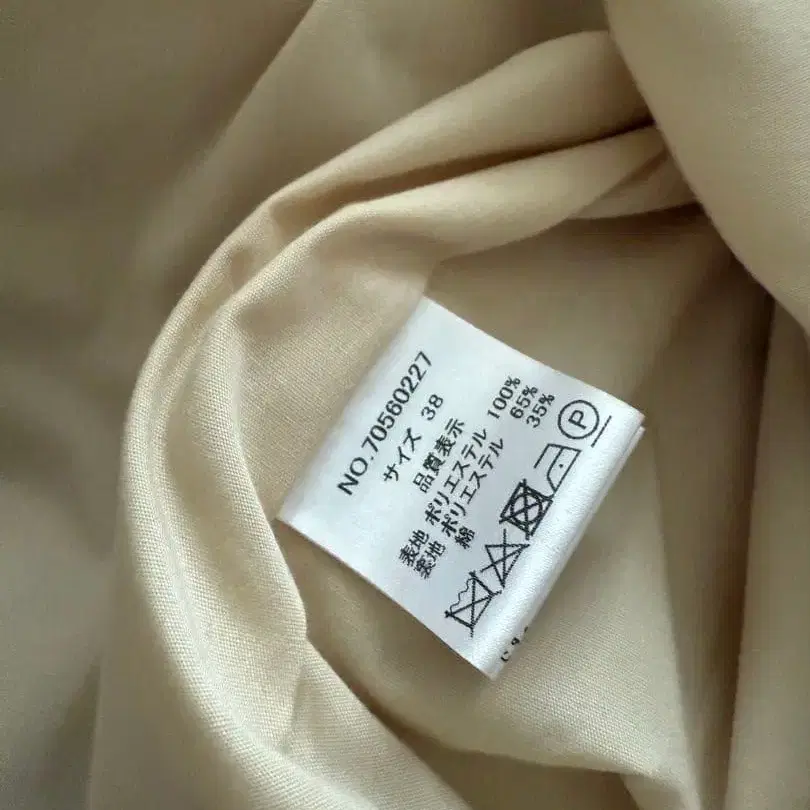 NO.70560227
サイズ 38
品質表示
表地 ポリエステル 100%
裏地 ポリエステル 65%
綿 35%
P